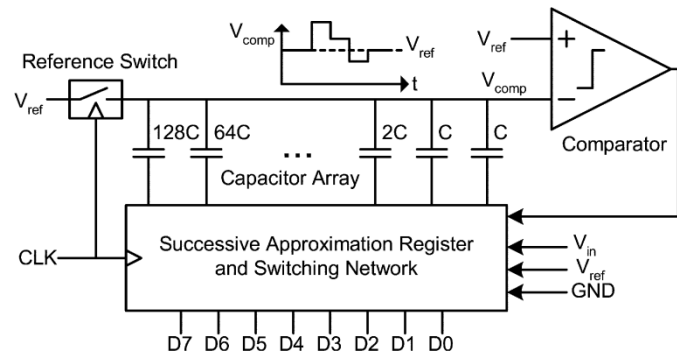 V_comp
V_ref
t
Reference Switch
V_ref
V_ref
+
V_comp
−
Comparator
128C 64C ... 2C C C
Capacitor Array
Successive Approximation Register
and Switching Network
CLK
V_in
V_ref
GND
D7 D6 D5 D4 D3 D2 D1 D0